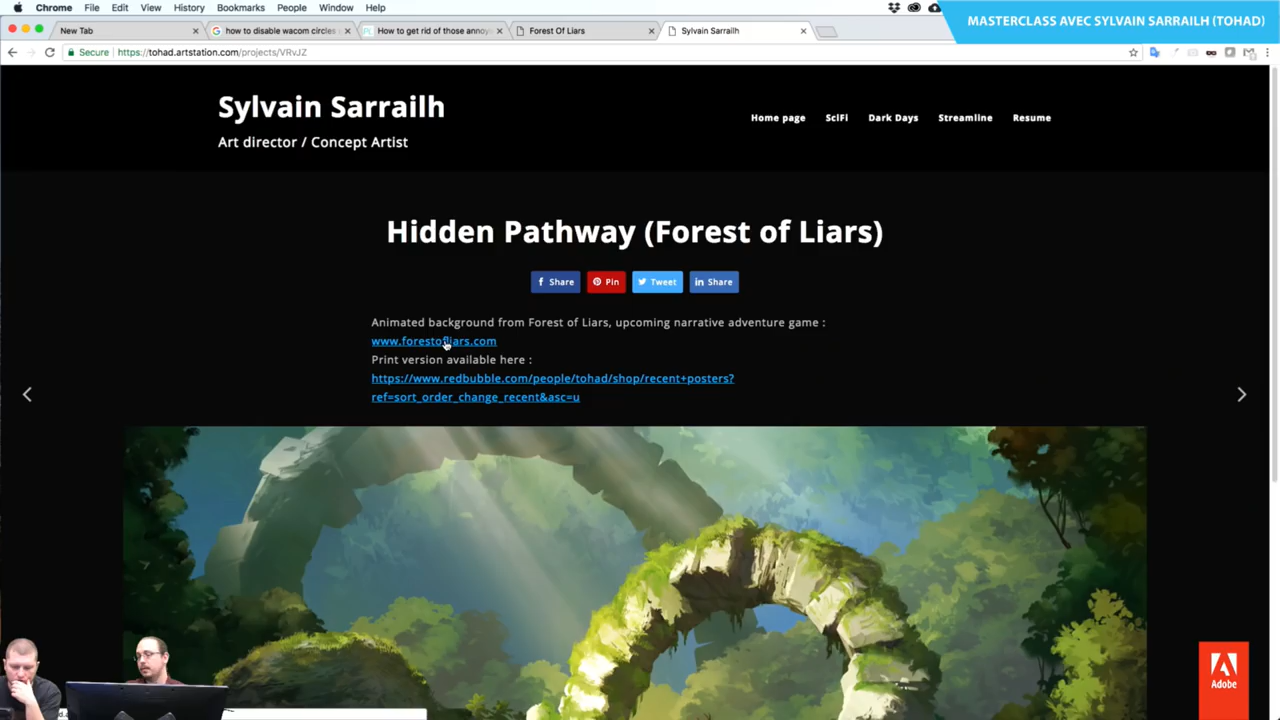 Chrome File Edit View History Bookmarks People Window Help
MASTERCLASS AVEC SYLVAIN SARRAILH (TOHAD)
New Tab
how to disable wacom circles
How to get rid of those annoy
Forest Of Liars
Sylvain Sarrailh
Secure https://tohad.artstation.com/projects/VRvJZ
Sylvain Sarrailh
Art director / Concept Artist
Home page SciFi Dark Days Streamline Resume
Hidden Pathway (Forest of Liars)
Share Pin Tweet Share
Animated background from Forest of Liars, upcoming narrative adventure game :
www.forestofliars.com
Print version available here :
https://www.redbubble.com/people/tohad/shop/recent+posters?
ref=sort_order_change_recent&asc=u
Adobe